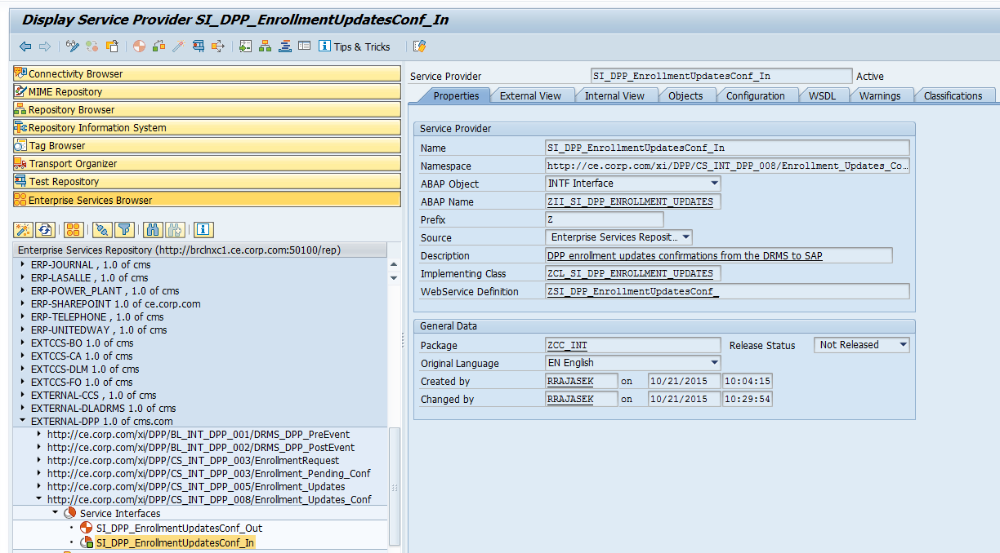 Display Service Provider SI_DPP_EnrollmentUpdatesConf_In
Tips & Tricks
Connectivity Browser
MIME Repository
Repository Browser
Repository Information System
Tag Browser
Transport Organizer
Test Repository
Enterprise Services Browser
Enterprise Services Repository (http://brclnxc1.ce.corp.com:50100/rep)
ERP-JOURNAL , 1.0 of cms
ERP-LASALLE , 1.0 of cms
ERP-POWER_PLANT , 1.0 of cms
ERP-SHAREPOINT 1.0 of ce.corp.com
ERP-TELEPHONE , 1.0 of cms
ERP-UNITEDWAY , 1.0 of cms
EXTCCS-BO 1.0 of cms
EXTCCS-CA 1.0 of cms
EXTCCS-DLM 1.0 of cms
EXTCCS-FO 1.0 of cms
EXTERNAL-CCS , 1.0 of cms
EXTERNAL-DLADRMS 1.0 of cms
EXTERNAL-DPP 1.0 of cms.com
http://ce.corp.com/xi/DPP/BL_INT_DPP_001/DRMS_DPP_PreEvent
http://ce.corp.com/xi/DPP/BL_INT_DPP_002/DRMS_DPP_PostEvent
http://ce.corp.com/xi/DPP/CS_INT_DPP_003/EnrollmentRequest
http://ce.corp.com/xi/DPP/CS_INT_DPP_003/Enrollment_Pending_Conf
http://ce.corp.com/xi/DPP/CS_INT_DPP_005/Enrollment_Updates
http://ce.corp.com/xi/DPP/CS_INT_DPP_008/Enrollment_Updates_Conf
Service Interfaces
SI_DPP_EnrollmentUpdatesConf_Out
SI_DPP_EnrollmentUpdatesConf_In
Service Provider SI_DPP_EnrollmentUpdatesConf_In Active
Properties External View Internal View Objects Configuration WSDL Warnings Classifications
Service Provider
Name SI_DPP_EnrollmentUpdatesConf_In
Namespace http://ce.corp.com/xi/DPP/CS_INT_DPP_008/Enrollment_Updates_Co…
ABAP Object INTF Interface
ABAP Name ZII_SI_DPP_ENROLLMENT_UPDATES
Prefix Z
Source Enterprise Services Reposit…
Description DPP enrollment updates confirmations from the DRMS to SAP
Implementing Class ZCL_SI_DPP_ENROLLMENT_UPDATES
WebService Definition ZSI_DPP_EnrollmentUpdatesConf_
General Data
Package ZCC_INT Release Status Not Released
Original Language EN English
Created by RRAJASEK on 10/21/2015 10:04:15
Changed by RRAJASEK on 10/21/2015 10:29:54